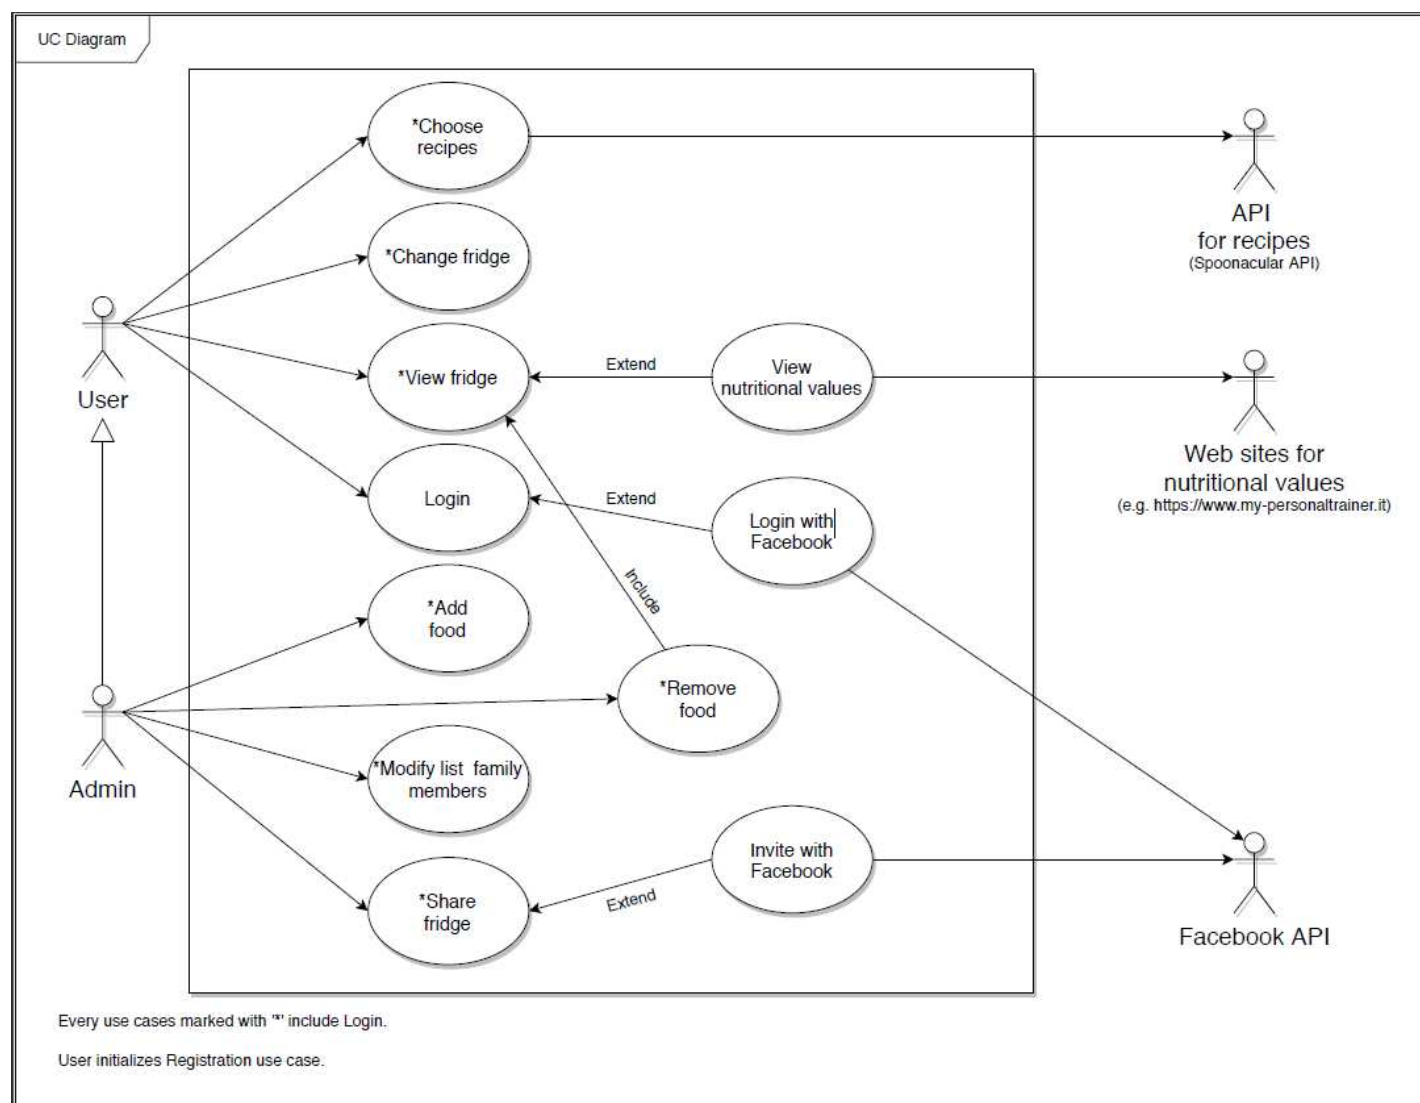 UC Diagram
*Choose
recipes
API
for recipes
(Spoonacular API)
*Change fridge
User
*View fridge
Extend
View
nutritional values
Web sites for
nutritional values
(e.g. https://www.my-personaltrainer.it)
Login
Extend
Login with
Facebook
Include
*Add
food
*Remove
food
Admin
*Modify list family
members
*Share
fridge
Extend
Invite with
Facebook
Facebook API
Every use cases marked with '*' include Login.
User initializes Registration use case.